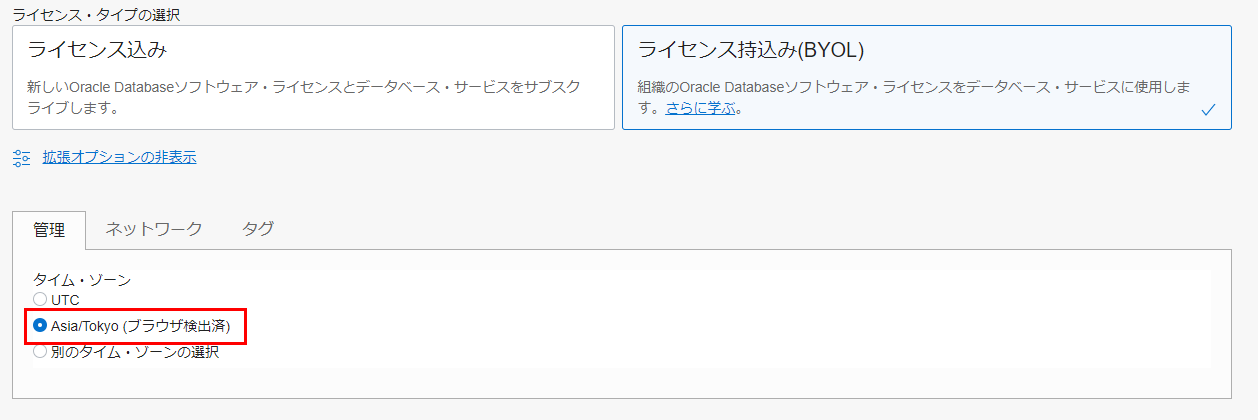 ライセンス・タイプの選択
ライセンス込み
新しいOracle Databaseソフトウェア・ライセンスとデータベース・サービスをサブスク
ライブします。
ライセンス持込み(BYOL)
組織のOracle Databaseソフトウェア・ライセンスをデータベース・サービスに使用しま
す。さらに学ぶ。
拡張オプションの非表示
管理
ネットワーク
タグ
タイム・ゾーン
UTC
Asia/Tokyo (ブラウザ検出済)
別のタイム・ゾーンの選択